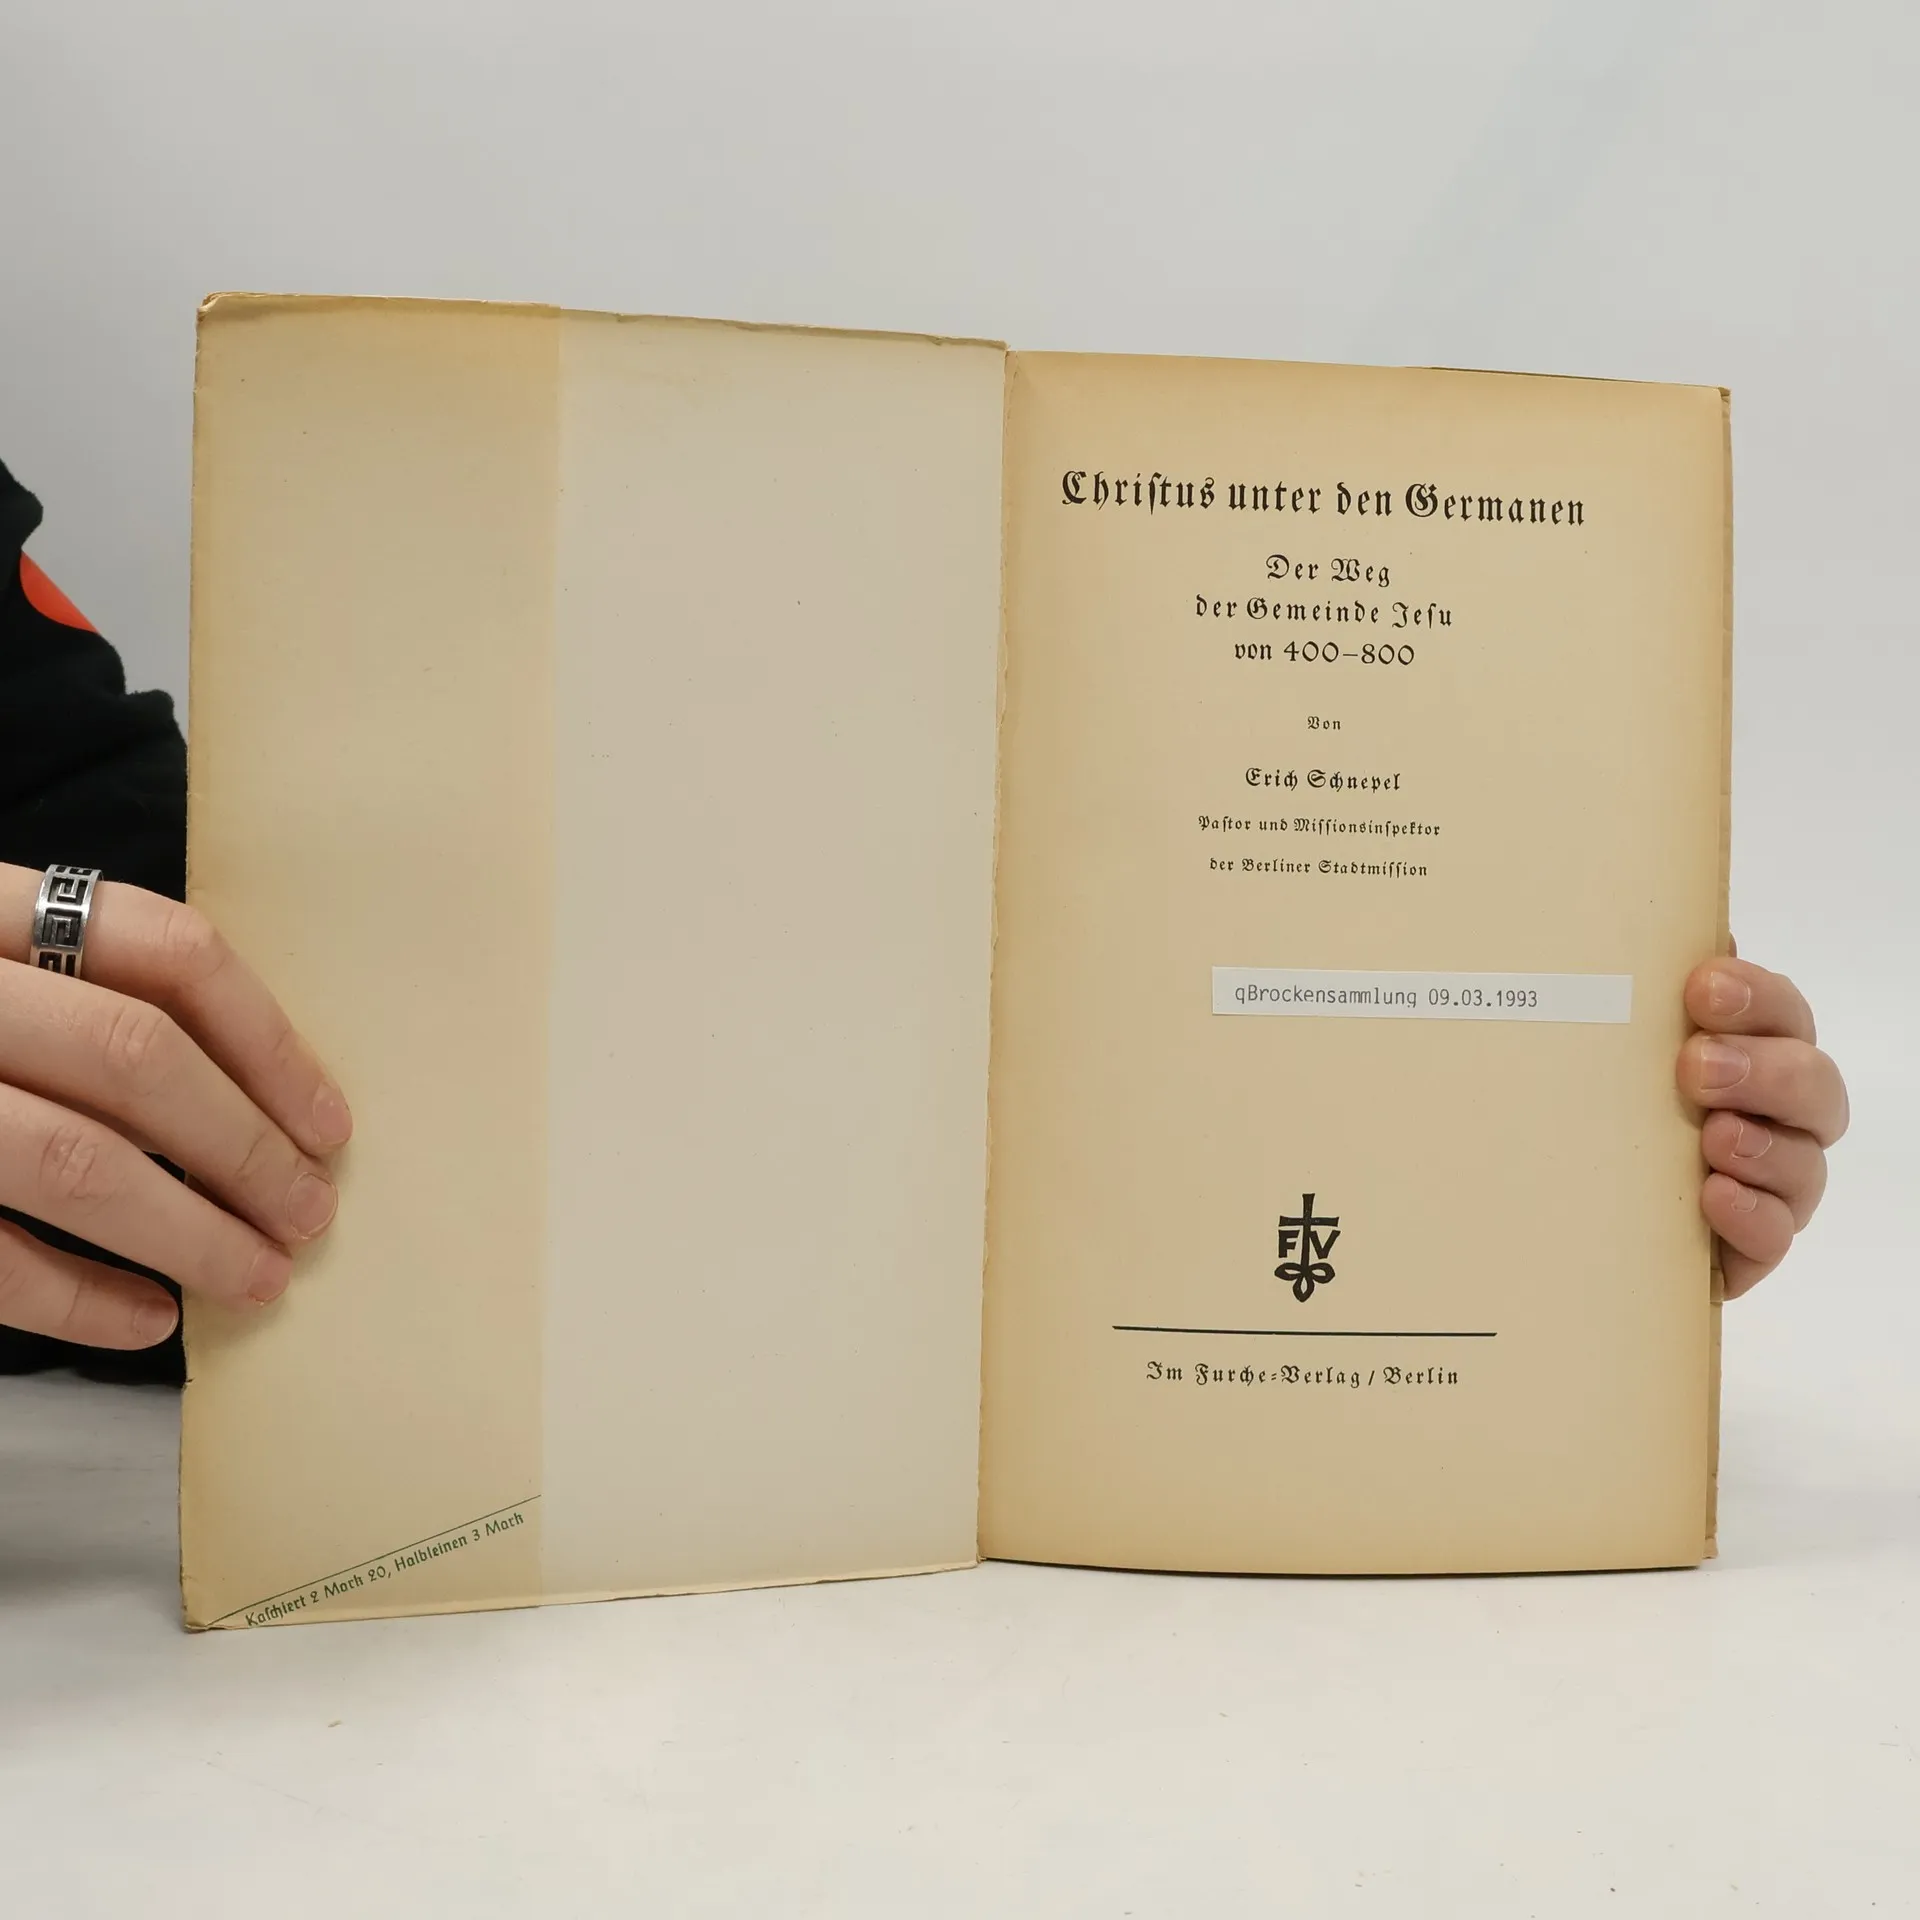 Kaſchiert 2 Mark 20, Halbleinen 3 Mark
Chriſtus unter den Germanen
Der Weg
der Gemeinde Jeſu
von 400–800
Von
Erich Schnepel
Paſtor und Miſſionsinſpektor
der Berliner Stadtmiſſion
qBrockensammlung 09.03.1993
FV
Im Furche-Verlag / Berlin